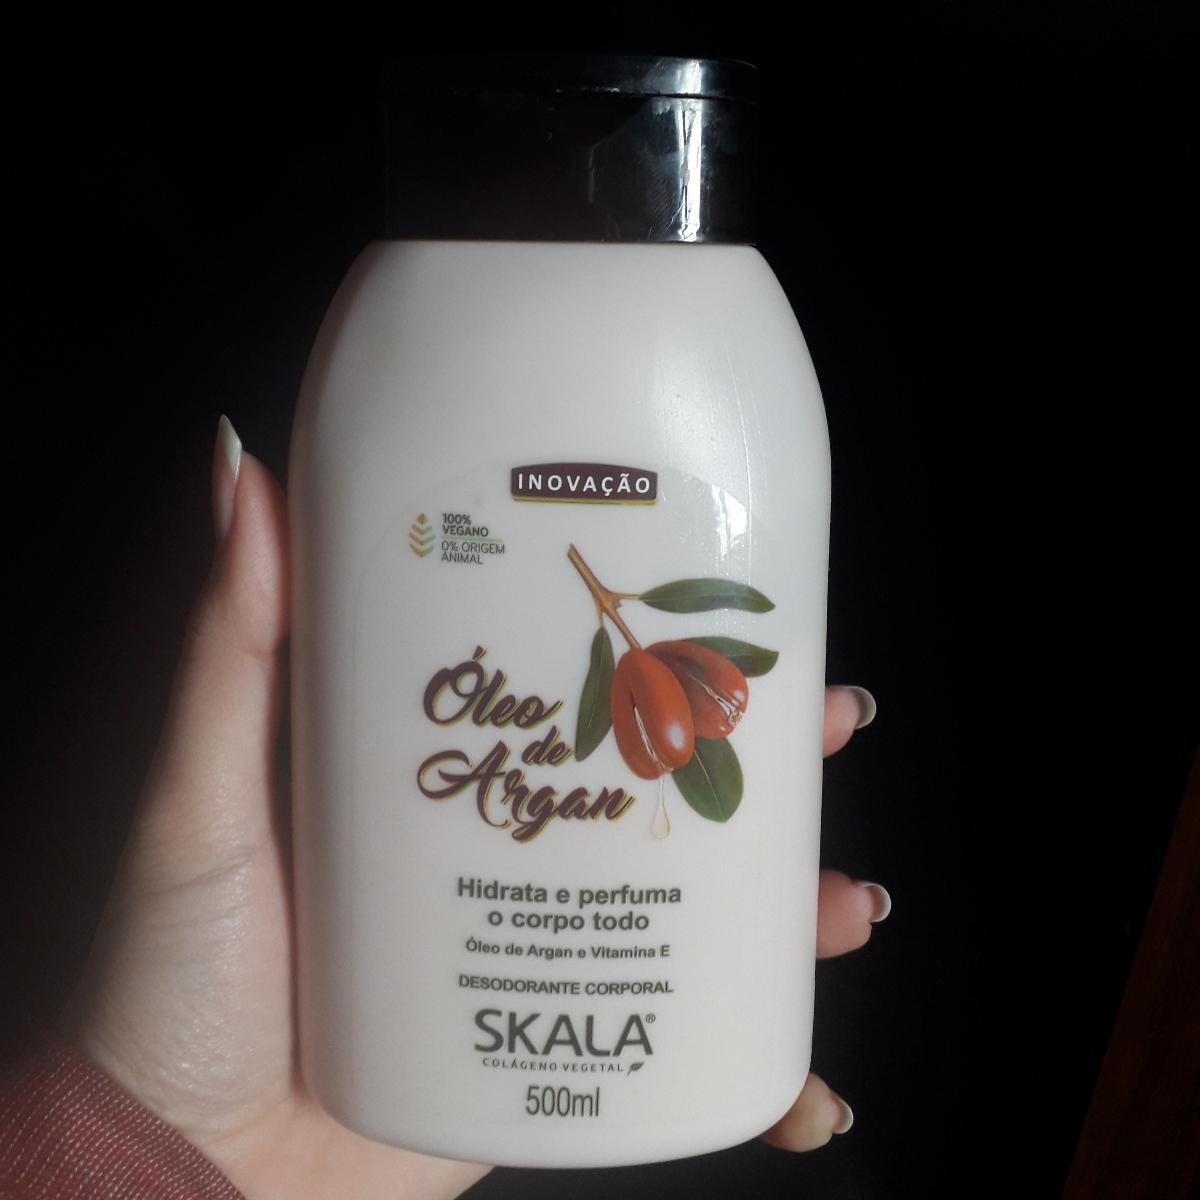 INOVAÇÃO
100%
VEGANO
0% ORIGEM
ANIMAL
Óleo
de
Argan
Hidrata e perfuma
o corpo todo
Óleo de Argan e Vitamina E
DESODORANTE CORPORAL
SKALA®
COLÁGENO VEGETAL
500ml